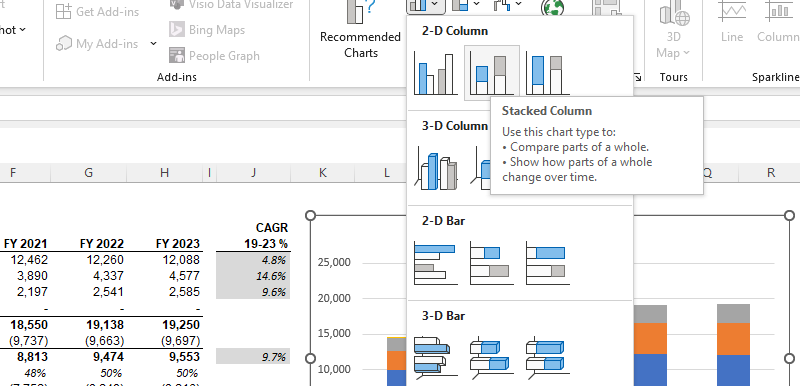 Get Add-ins
Visio Data Visualizer
My Add-ins
Bing Maps
People Graph
Add-ins
Recommended
Charts
3D
Map
Tours
Line
Column
Sparkline
2-D Column
Stacked Column
Use this chart type to:
• Compare parts of a whole.
• Show how parts of a whole
change over time.
3-D Column
2-D Bar
3-D Bar
F G H I J K L Q R
CAGR
FY 2021 FY 2022 FY 2023 19-23 %
12,462 12,260 12,088 4.8%
3,890 4,337 4,577 14.6%
2,197 2,541 2,585 9.6%
- - -
18,550 19,138 19,250
(9,737) (9,663) (9,697)
8,813 9,474 9,553 9.7%
48% 50% 50%
25,000
20,000
15,000
10,000